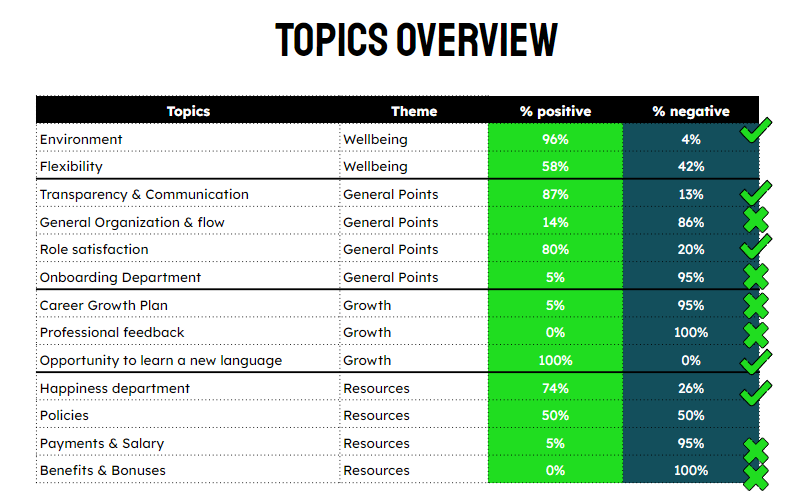 TOPICS OVERVIEW
Topics Theme % positive % negative
Environment Wellbeing 96% 4%
Flexibility Wellbeing 58% 42%
Transparency & Communication General Points 87% 13%
General Organization & flow General Points 14% 86%
Role satisfaction General Points 80% 20%
Onboarding Department General Points 5% 95%
Career Growth Plan Growth 5% 95%
Professional feedback Growth 0% 100%
Opportunity to learn a new language Growth 100% 0%
Happiness department Resources 74% 26%
Policies Resources 50% 50%
Payments & Salary Resources 5% 95%
Benefits & Bonuses Resources 0% 100%